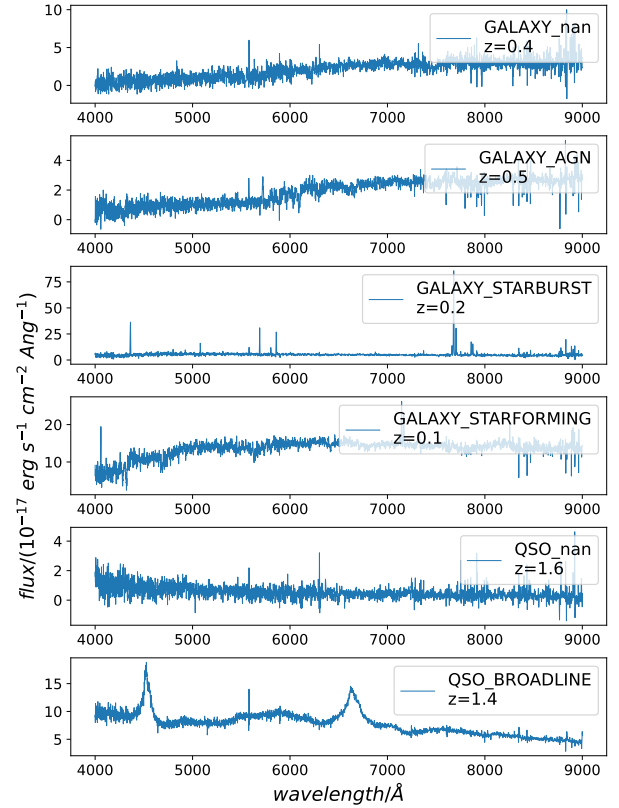 10
5
0
GALAXY_nan
z=0.4
4000 5000 6000 7000 8000 9000
4
2
0
GALAXY_AGN
z=0.5
4000 5000 6000 7000 8000 9000
75
50
25
0
GALAXY_STARBURST
z=0.2
4000 5000 6000 7000 8000 9000
flux/(10⁻¹⁷ erg s⁻¹ cm⁻² Ang⁻¹)
20
10
GALAXY_STARFORMING
z=0.1
4000 5000 6000 7000 8000 9000
4
2
0
QSO_nan
z=1.6
4000 5000 6000 7000 8000 9000
15
10
5
QSO_BROADLINE
z=1.4
4000 5000 6000 7000 8000 9000
wavelength/Å